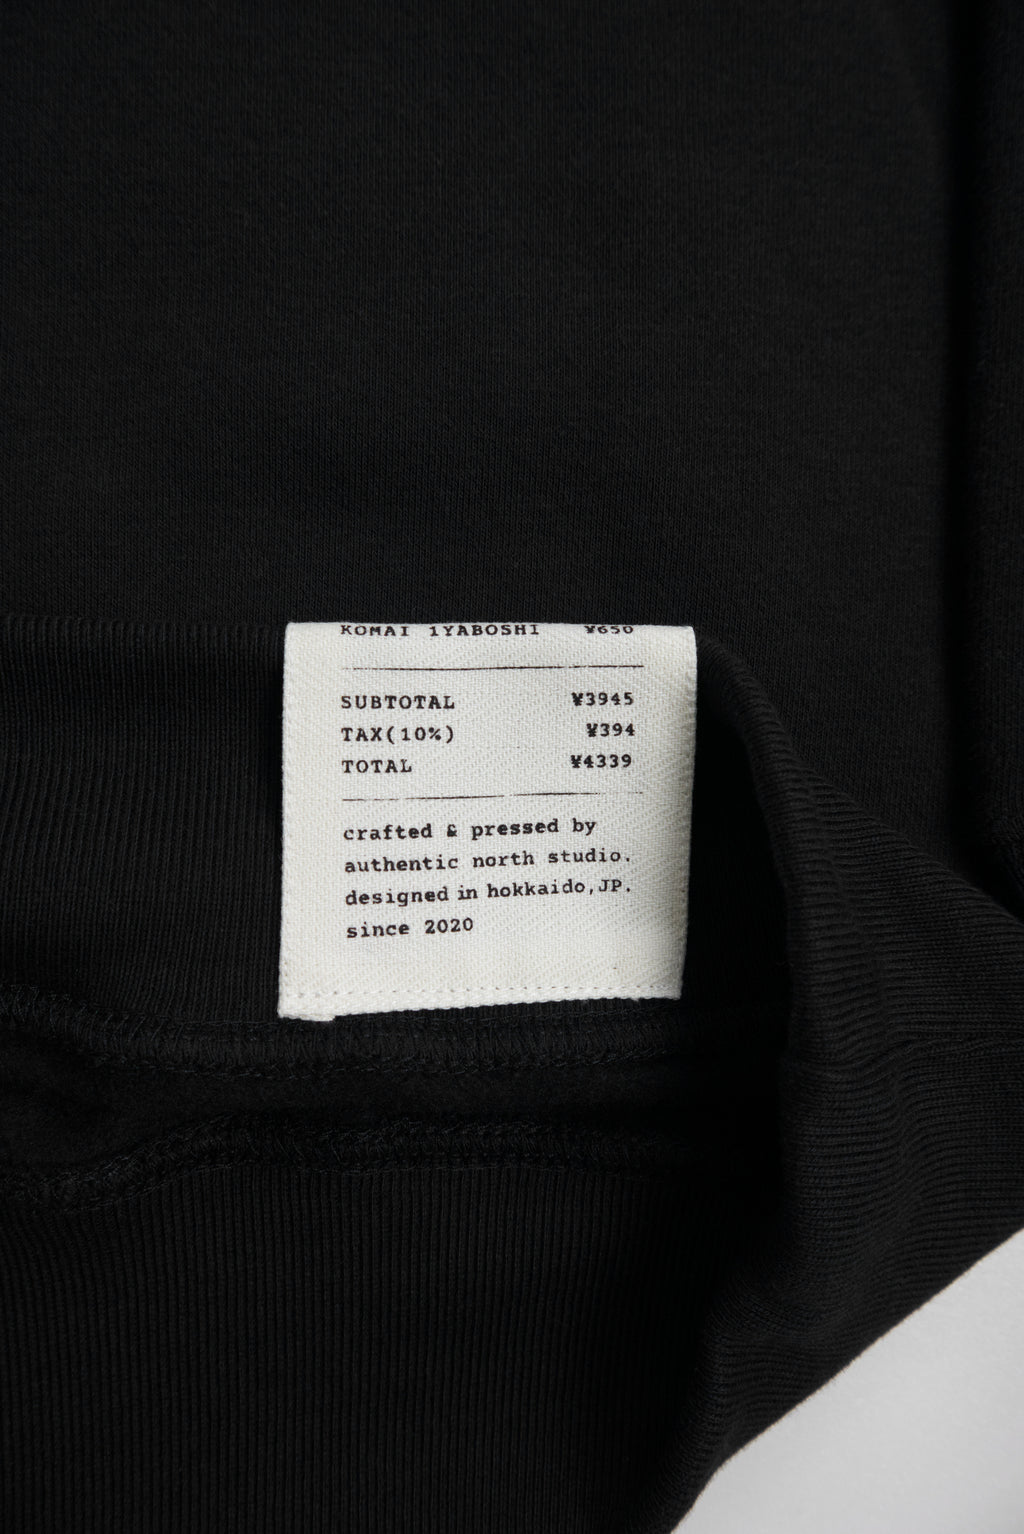 KOMAI 1YABOSHI ¥650
SUBTOTAL ¥3945
TAX(10%) ¥394
TOTAL ¥4339
crafted & pressed by
authentic north studio.
designed in hokkaido,JP.
since 2020